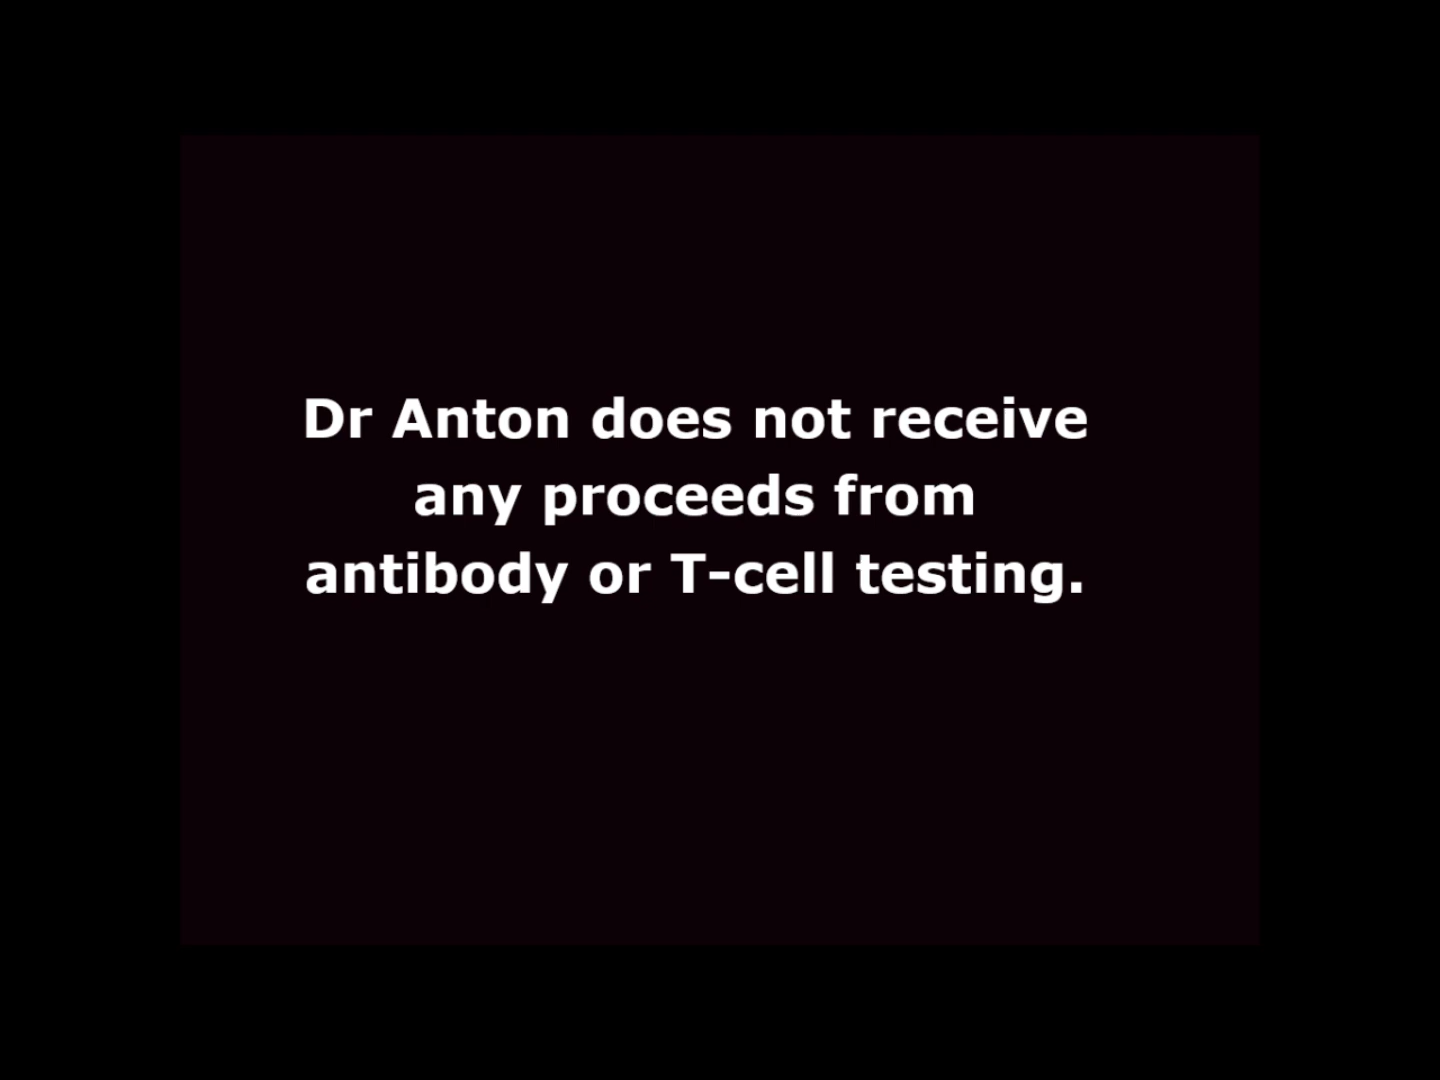 Dr Anton does not receive
any proceeds from
antibody or T-cell testing.